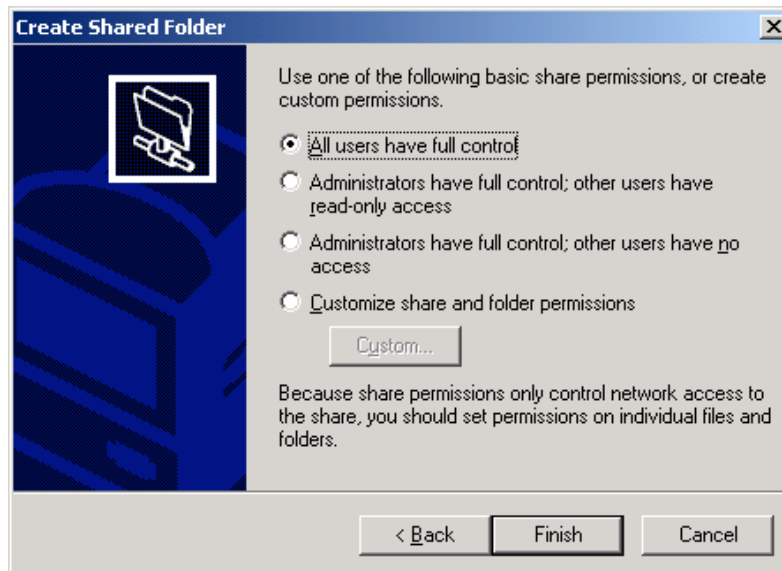 Create Shared Folder
Use one of the following basic share permissions, or create
custom permissions.
All users have full control
Administrators have full control; other users have
read-only access
Administrators have full control; other users have no
access
Customize share and folder permissions
Custom...
Because share permissions only control network access to
the share, you should set permissions on individual files and
folders.
< Back
Finish
Cancel